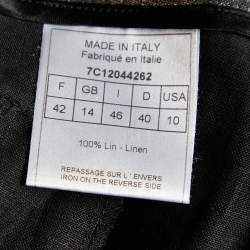 MADE IN ITALY
Fabriqué en Italie
7C12044262
F GB I D USA
42 14 46 40 10
100% Lin - Linen
REPASSAGE SUR L' ENVERS
IRON ON THE REVERSE SIDE